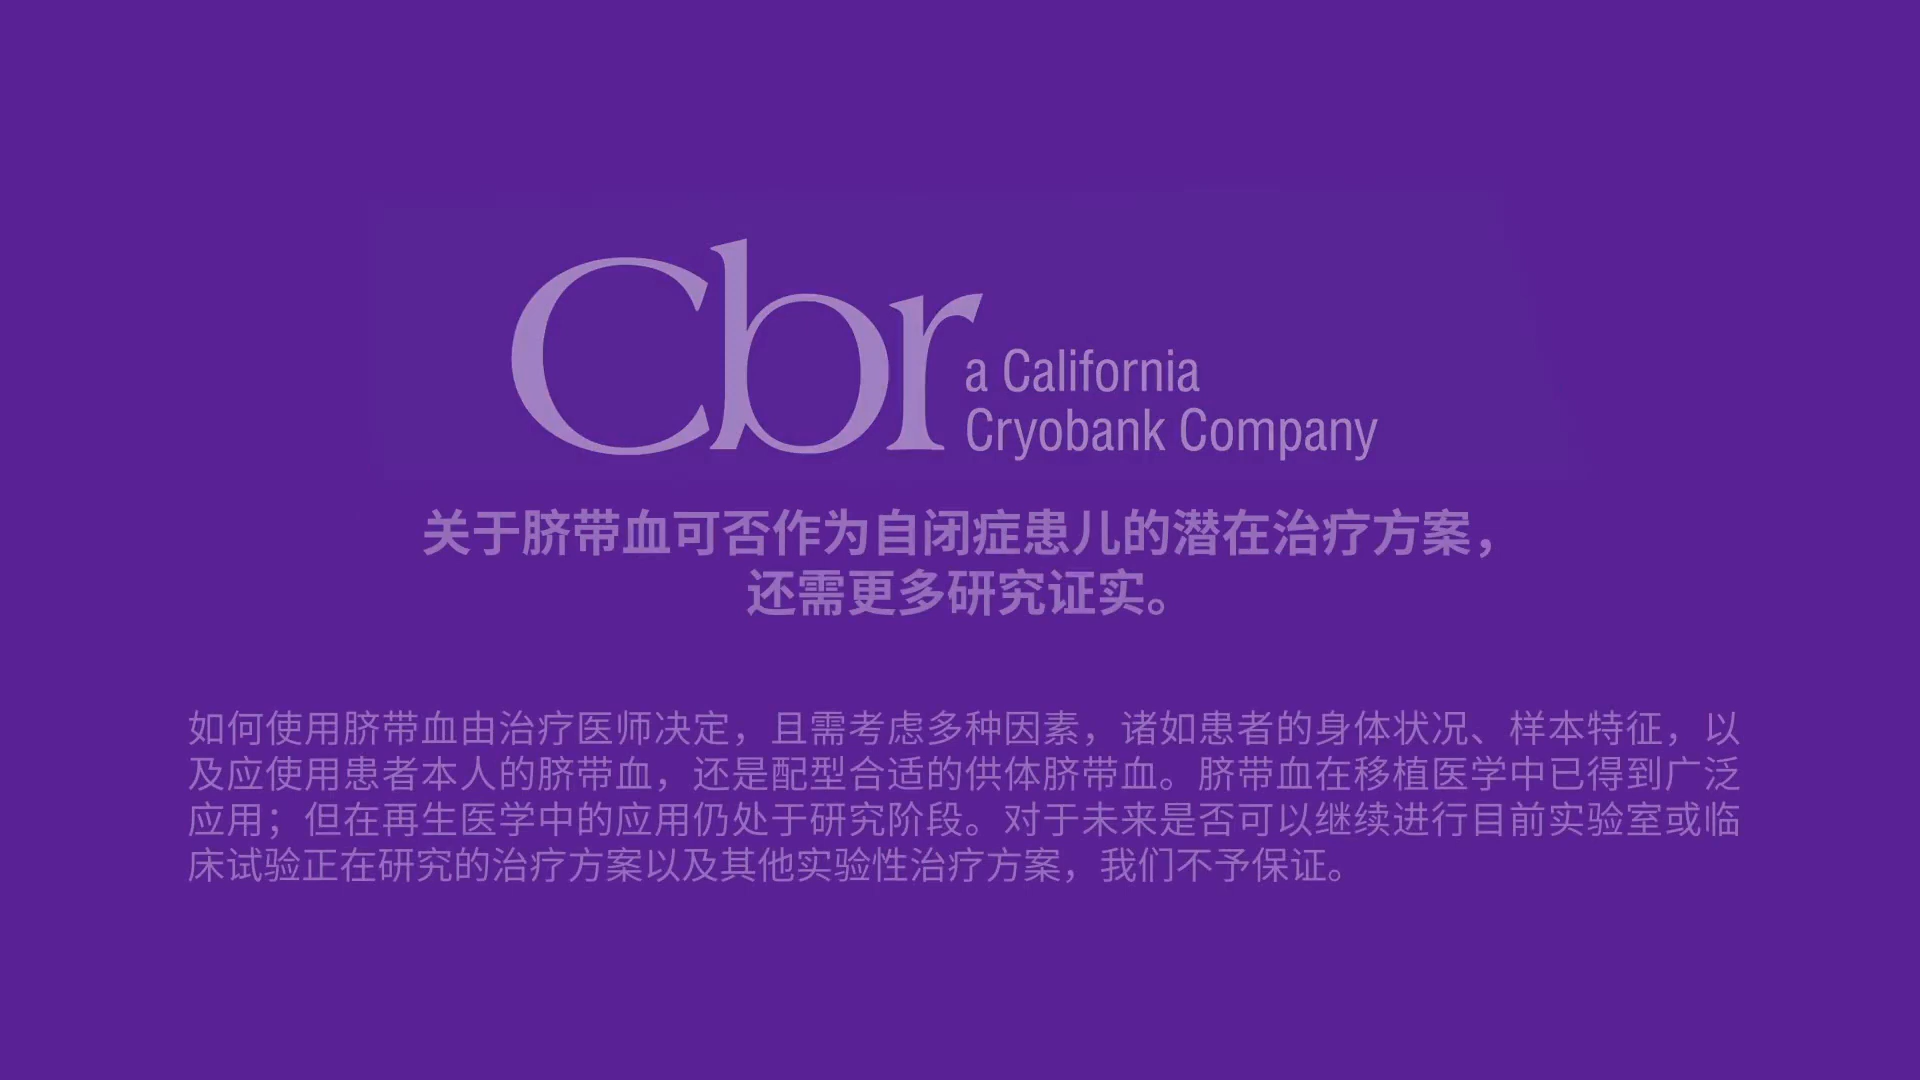 Cbr
a California
Cryobank Company
关于脐带血可否作为自闭症患儿的潜在治疗方案，
还需更多研究证实。
如何使用脐带血由治疗医师决定，且需考虑多种因素，诸如患者的身体状况、样本特征，以
及应使用患者本人的脐带血，还是配型合适的供体脐带血。脐带血在移植医学中已得到广泛
应用；但在再生医学中的应用仍处于研究阶段。对于未来是否可以继续进行目前实验室或临
床试验正在研究的治疗方案以及其他实验性治疗方案，我们不予保证。